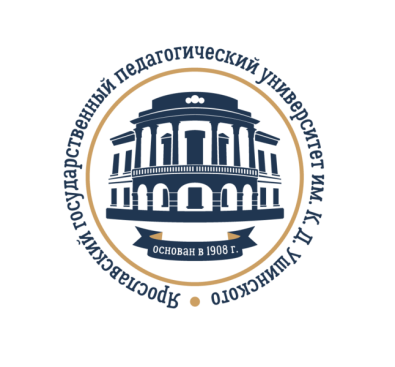 Ярославский государственный педагогический университет им. К. Д. Ушинского
основан в 1908 г.